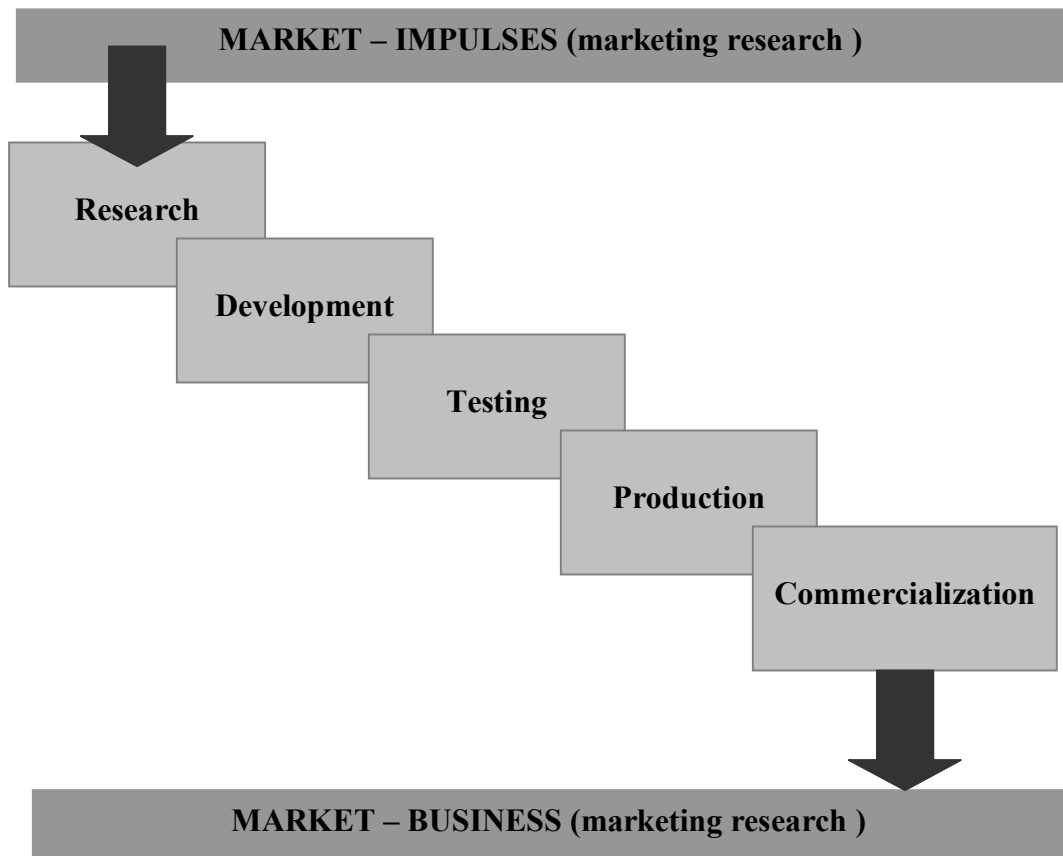 MARKET – IMPULSES (marketing research )
Research
Development
Testing
Production
Commercialization
MARKET – BUSINESS (marketing research )